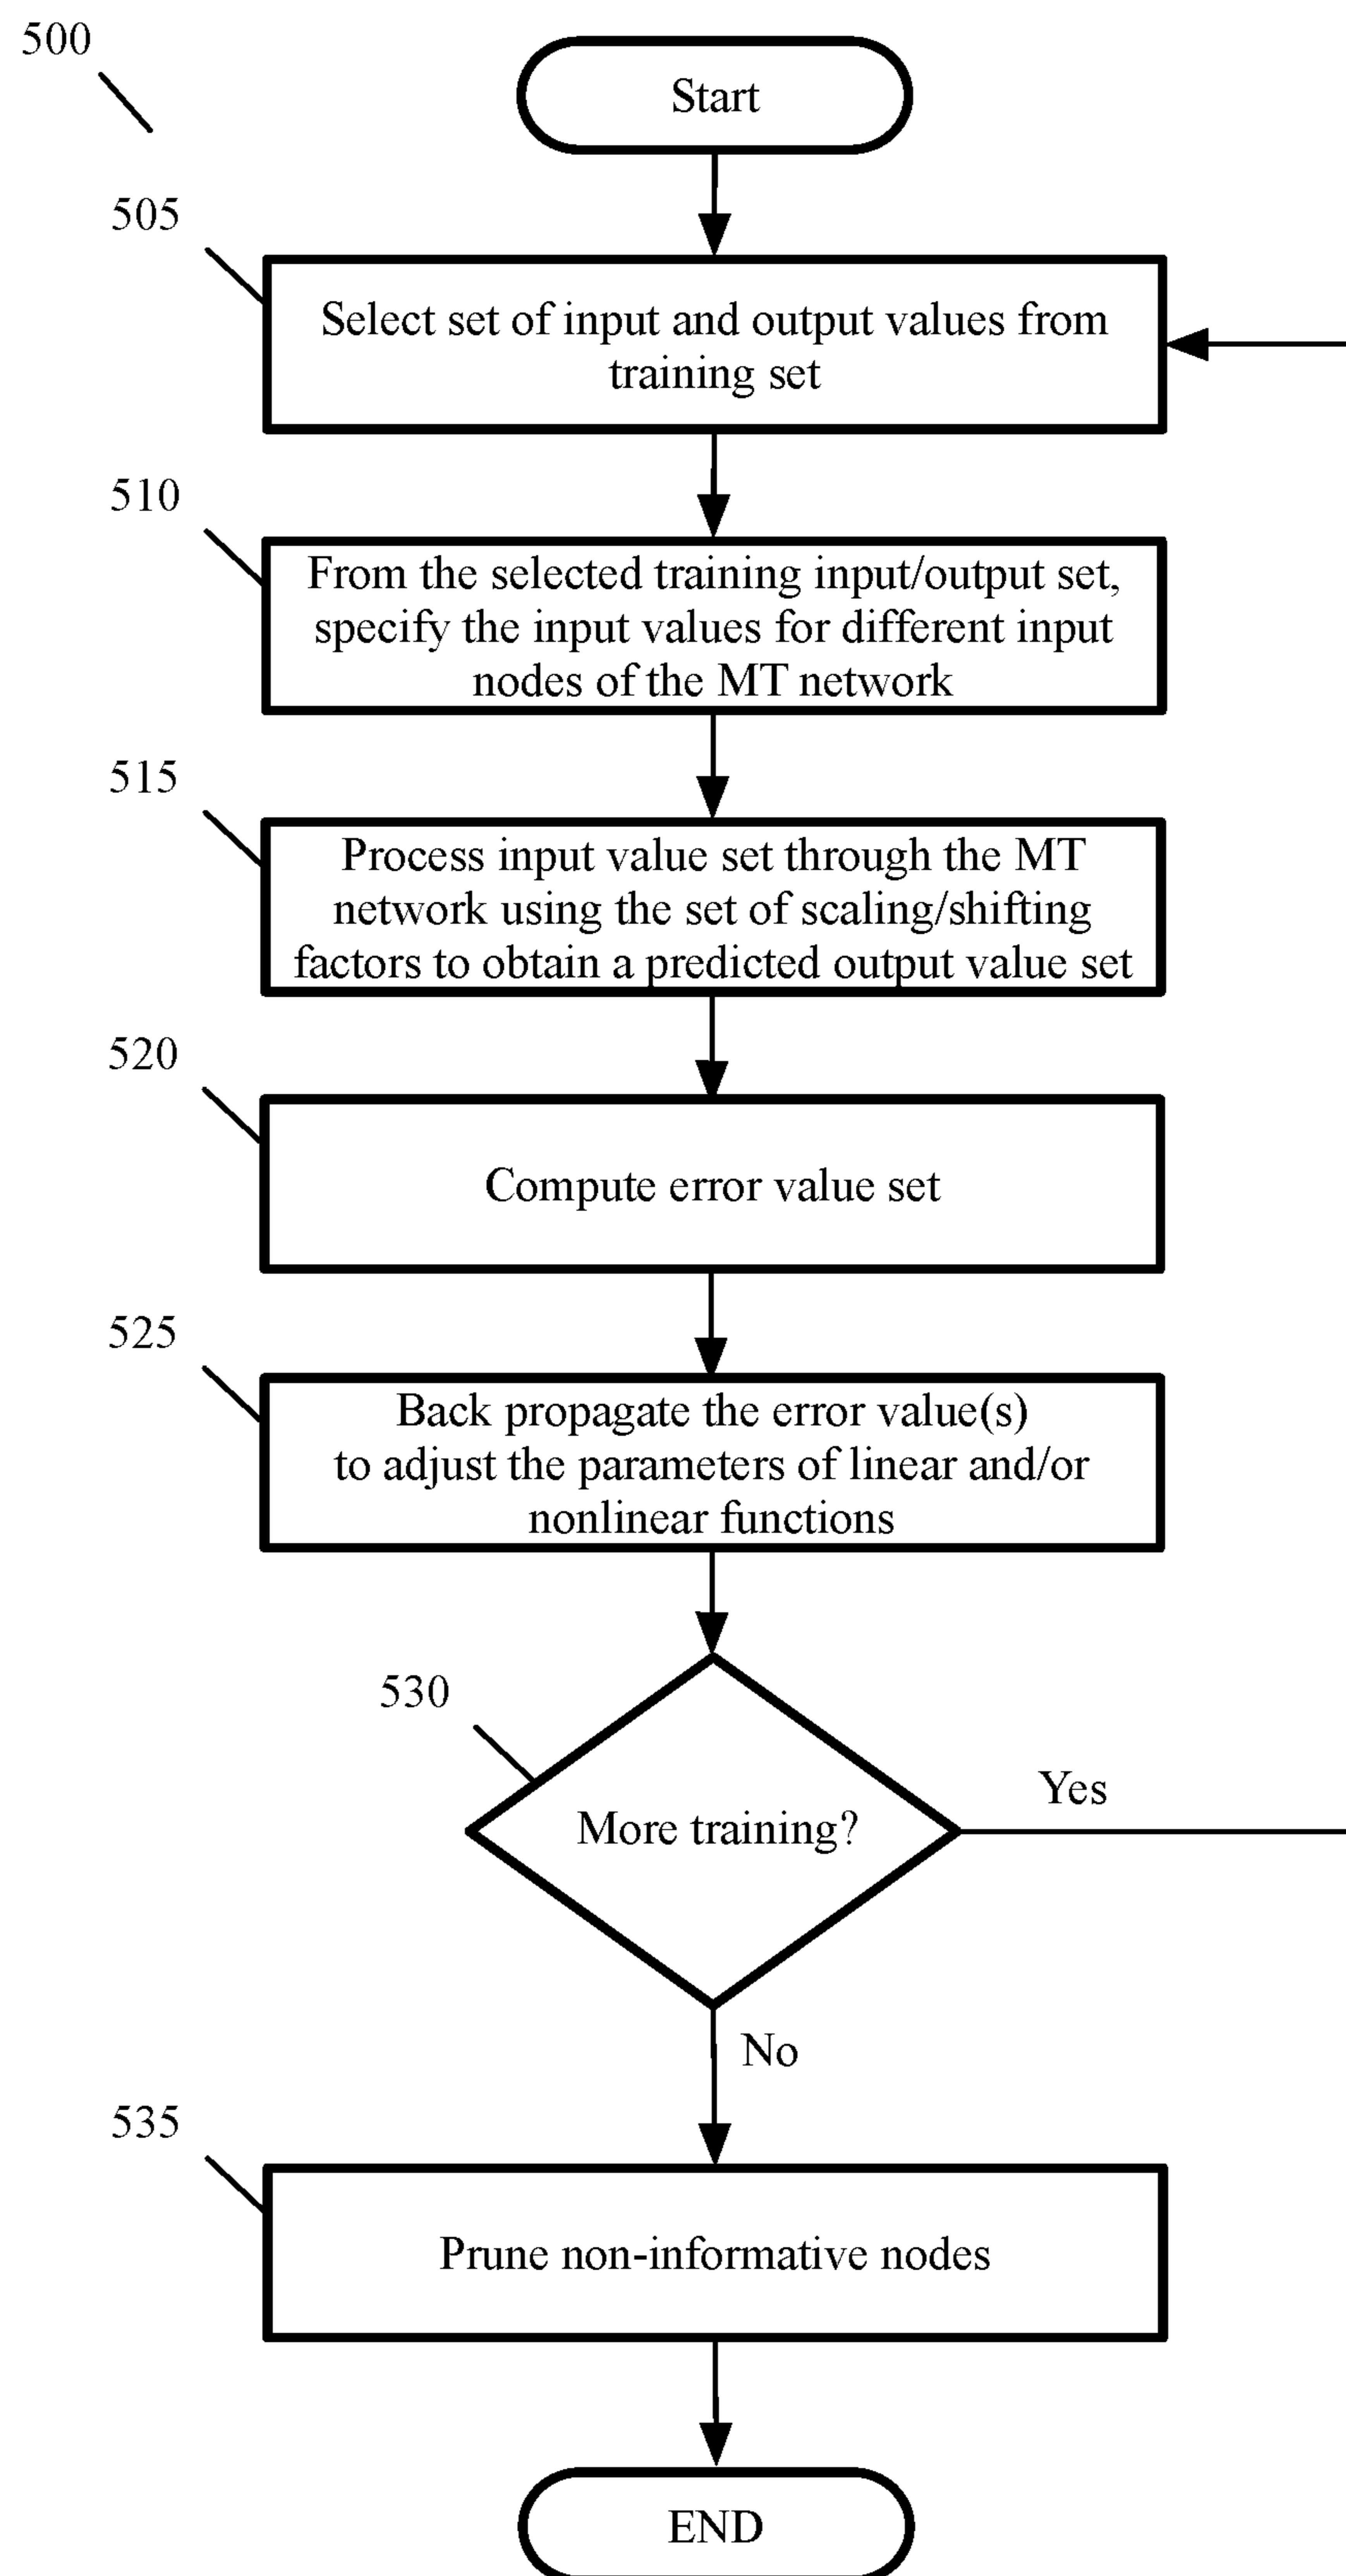 500
Start
505
Select set of input and output values from
training set
510
From the selected training input/output set,
specify the input values for different input
nodes of the MT network
515
Process input value set through the MT
network using the set of scaling/shifting
factors to obtain a predicted output value set
520
Compute error value set
525
Back propagate the error value(s)
to adjust the parameters of linear and/or
nonlinear functions
530
More training?
Yes
No
535
Prune non-informative nodes
END